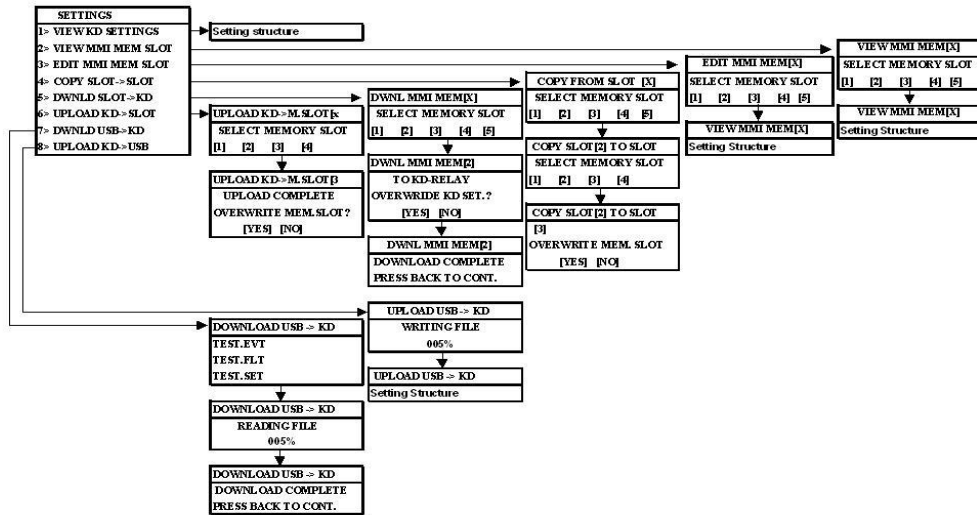 SETTINGS
1> VIEW KD SETTINGS
2> VIEW MMI MEM SLOT
3> EDIT MMI MEM SLOT
4> COPY SLOT->SLOT
5> DWNLD SLOT->KD
6> UPLOAD KD->SLOT
7> DWNLD USB->KD
8> UPLOAD KD->USB
Setting structure
UPLOAD KD->M.SLOT[x
SELECT MEMORY SLOT
[1] [2] [3] [4]
UPLOAD KD->M.SLOT[3
UPLOAD COMPLETE
OVERWRITE MEM.SLOT?
[YES] [NO]
DWNL MMI MEM[X]
SELECT MEMORY SLOT
[1] [2] [3] [4] [5]
DWNL MMI MEM[2]
TO KD-RELAY
OVERWRIDE KD SET.?
[YES] [NO]
DWNL MMI MEM[2]
DOWNLOAD COMPLETE
PRESS BACK TO CONT.
COPY FROM SLOT [X]
SELECT MEMORY SLOT
[1] [2] [3] [4] [5]
COPY SLOT[2] TO SLOT
SELECT MEMORY SLOT
[1] [2] [3] [4]
COPY SLOT[2] TO SLOT
[3]
OVERWRITE MEM. SLOT
[YES] [NO]
EDIT MMI MEM[X]
SELECT MEMORY SLOT
[1] [2] [3] [4] [5]
VIEW MMI MEM[X]
Setting Structure
VIEW MMI MEM[X]
SELECT MEMORY SLOT
[1] [2] [3] [4] [5]
VIEW MMI MEM[X]
Setting Structure
DOWNLOAD USB -> KD
TEST.EVT
TEST.FLT
TEST.SET
DOWNLOAD USB -> KD
READING FILE
005%
DOWNLOAD USB -> KD
DOWNLOAD COMPLETE
PRESS BACK TO CONT.
UPLOAD USB -> KD
WRITING FILE
005%
UPLOAD USB -> KD
Setting Structure